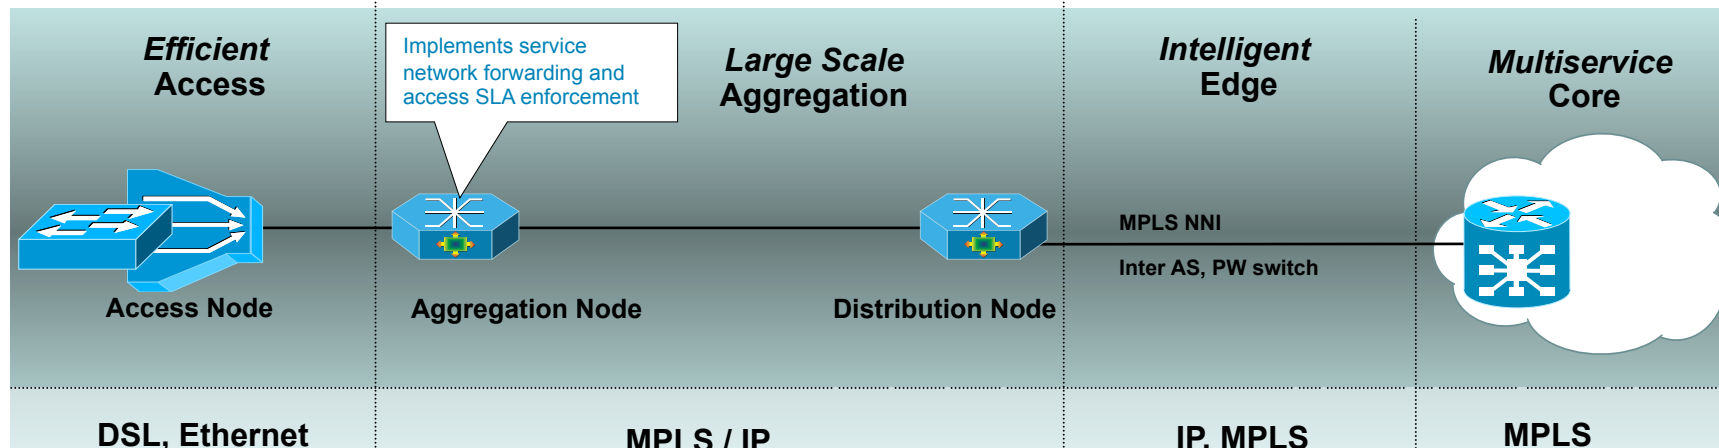 Efficient
Access
Implements service
network forwarding and
access SLA enforcement
Large Scale
Aggregation
Intelligent
Edge
Multiservice
Core
MPLS NNI
Inter AS, PW switch
Access Node
Aggregation Node
Distribution Node
DSL, Ethernet
MPLS / IP
IP, MPLS
MPLS